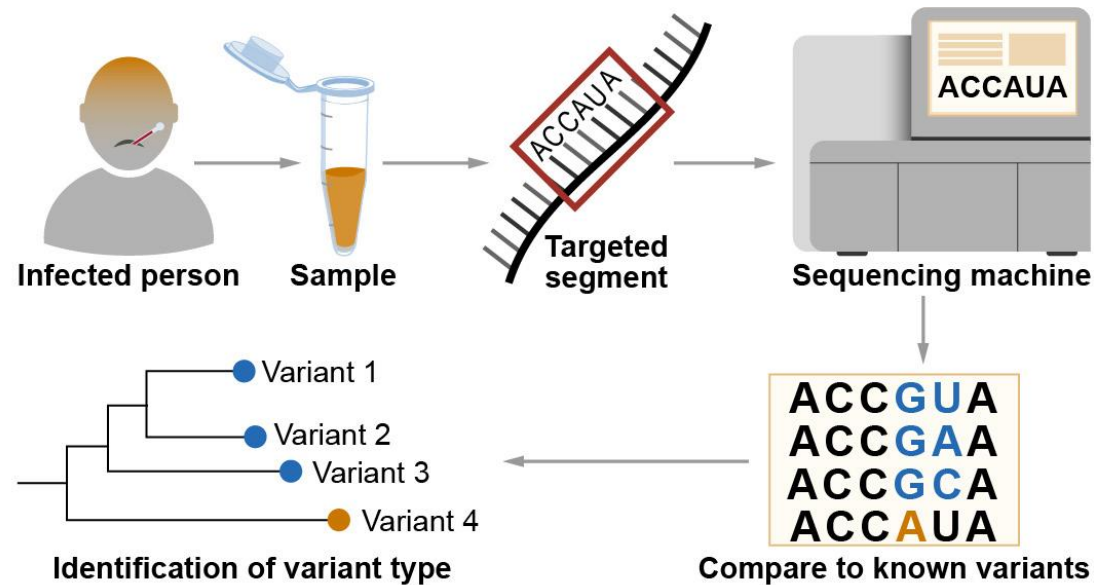 ACCAUA
ACCAUA
Infected person
Sample
Targeted
segment
Sequencing machine
Variant 1
Variant 2
Variant 3
Variant 4
Identification of variant type
ACCGUA
ACCGAA
ACCGCA
ACCAUA
Compare to known variants